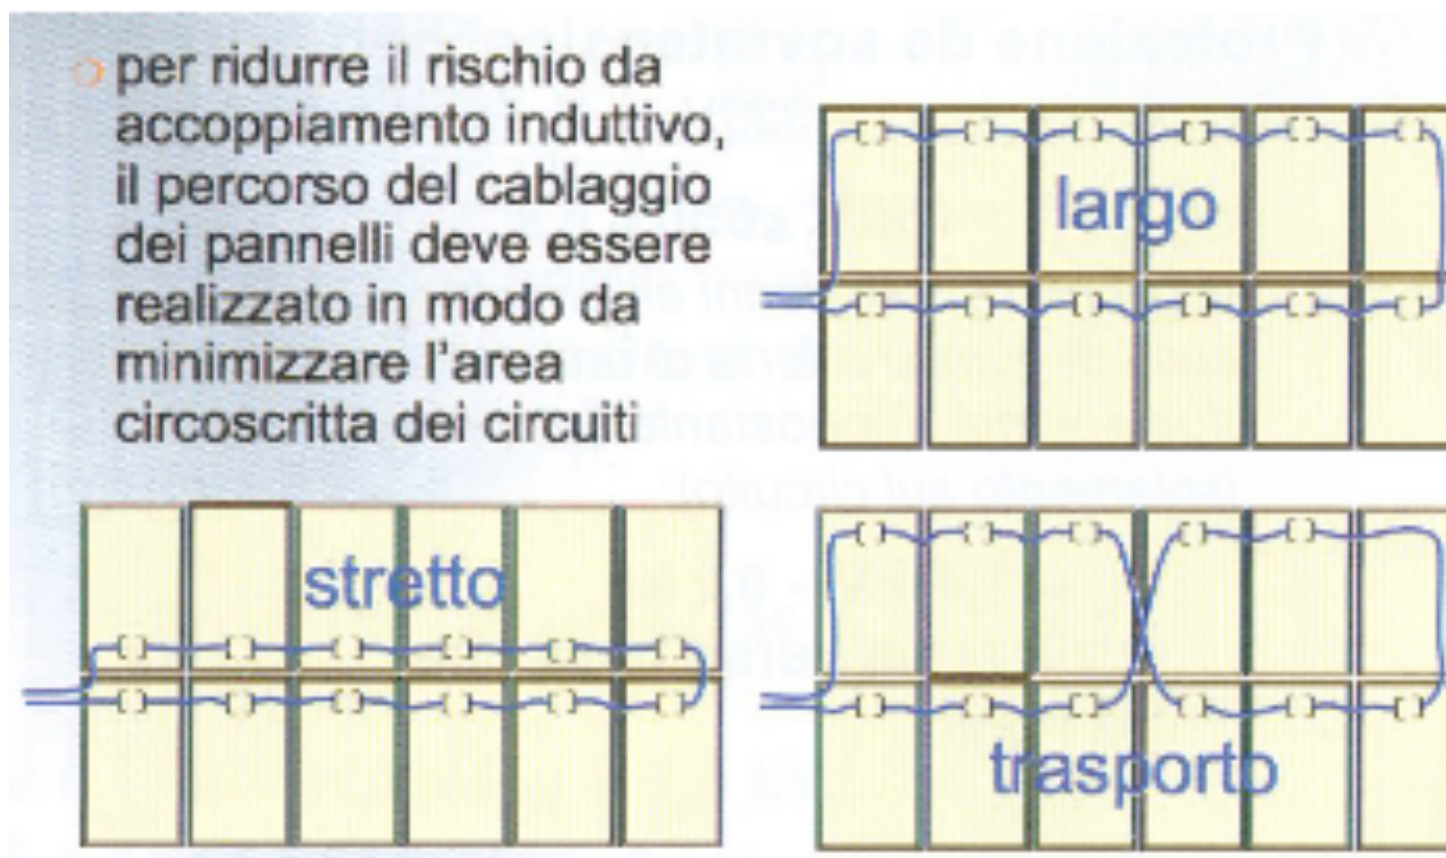 per ridurre il rischio da
accoppiamento induttivo,
il percorso del cablaggio
dei pannelli deve essere
realizzato in modo da
minimizzare l'area
circoscritta dei circuiti
largo
stretto
trasporto